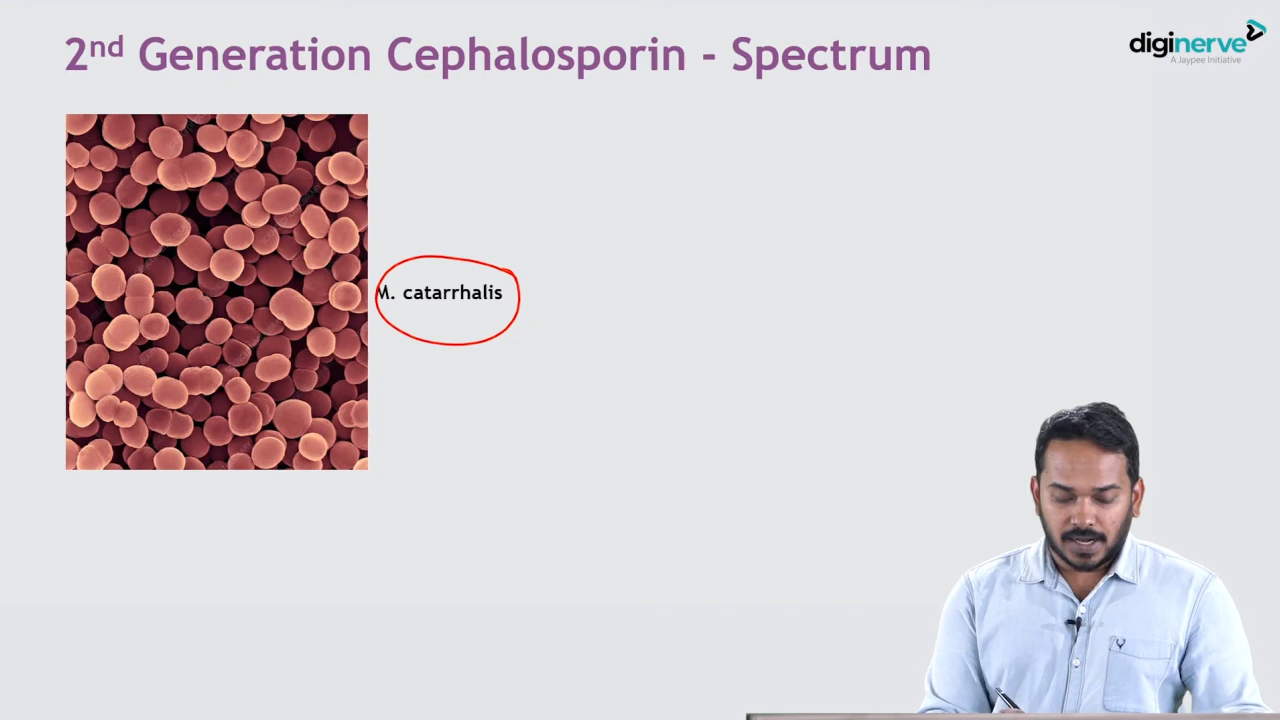 2nd Generation Cephalosporin - Spectrum
diginerve
A Jaypee Initiative
M. catarrhalis